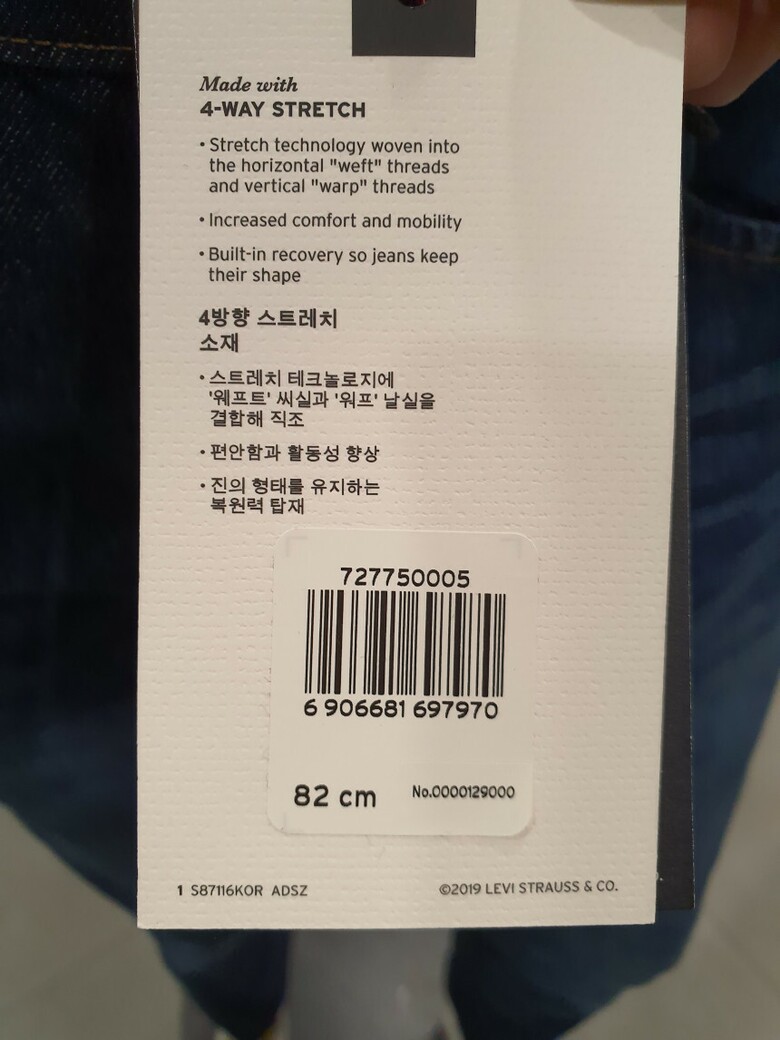 Made with
4-WAY STRETCH
• Stretch technology woven into
the horizontal "weft" threads
and vertical "warp" threads
• Increased comfort and mobility
• Built-in recovery so jeans keep
their shape
4방향 스트레치
소재
• 스트레치 테크놀로지에
'웨프트' 씨실과 '워프' 날실을
결합해 직조
• 편안함과 활동성 향상
• 진의 형태를 유지하는
복원력 탑재
727750005
6 906681 697970
82 cm No.0000129000
1 S87116KOR ADSZ ©2019 LEVI STRAUSS & CO.